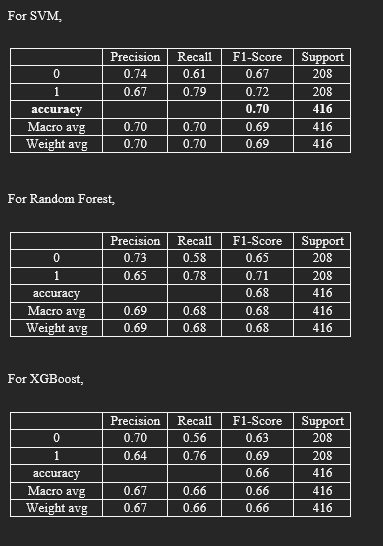 For SVM,
Precision Recall F1-Score Support
0 0.74 0.61 0.67 208
1 0.67 0.79 0.72 208
accuracy 0.70 416
Macro avg 0.70 0.70 0.69 416
Weight avg 0.70 0.70 0.69 416
For Random Forest,
Precision Recall F1-Score Support
0 0.73 0.58 0.65 208
1 0.65 0.78 0.71 208
accuracy 0.68 416
Macro avg 0.69 0.68 0.68 416
Weight avg 0.69 0.68 0.68 416
For XGBoost,
Precision Recall F1-Score Support
0 0.70 0.56 0.63 208
1 0.64 0.76 0.69 208
accuracy 0.66 416
Macro avg 0.67 0.66 0.66 416
Weight avg 0.67 0.66 0.66 416